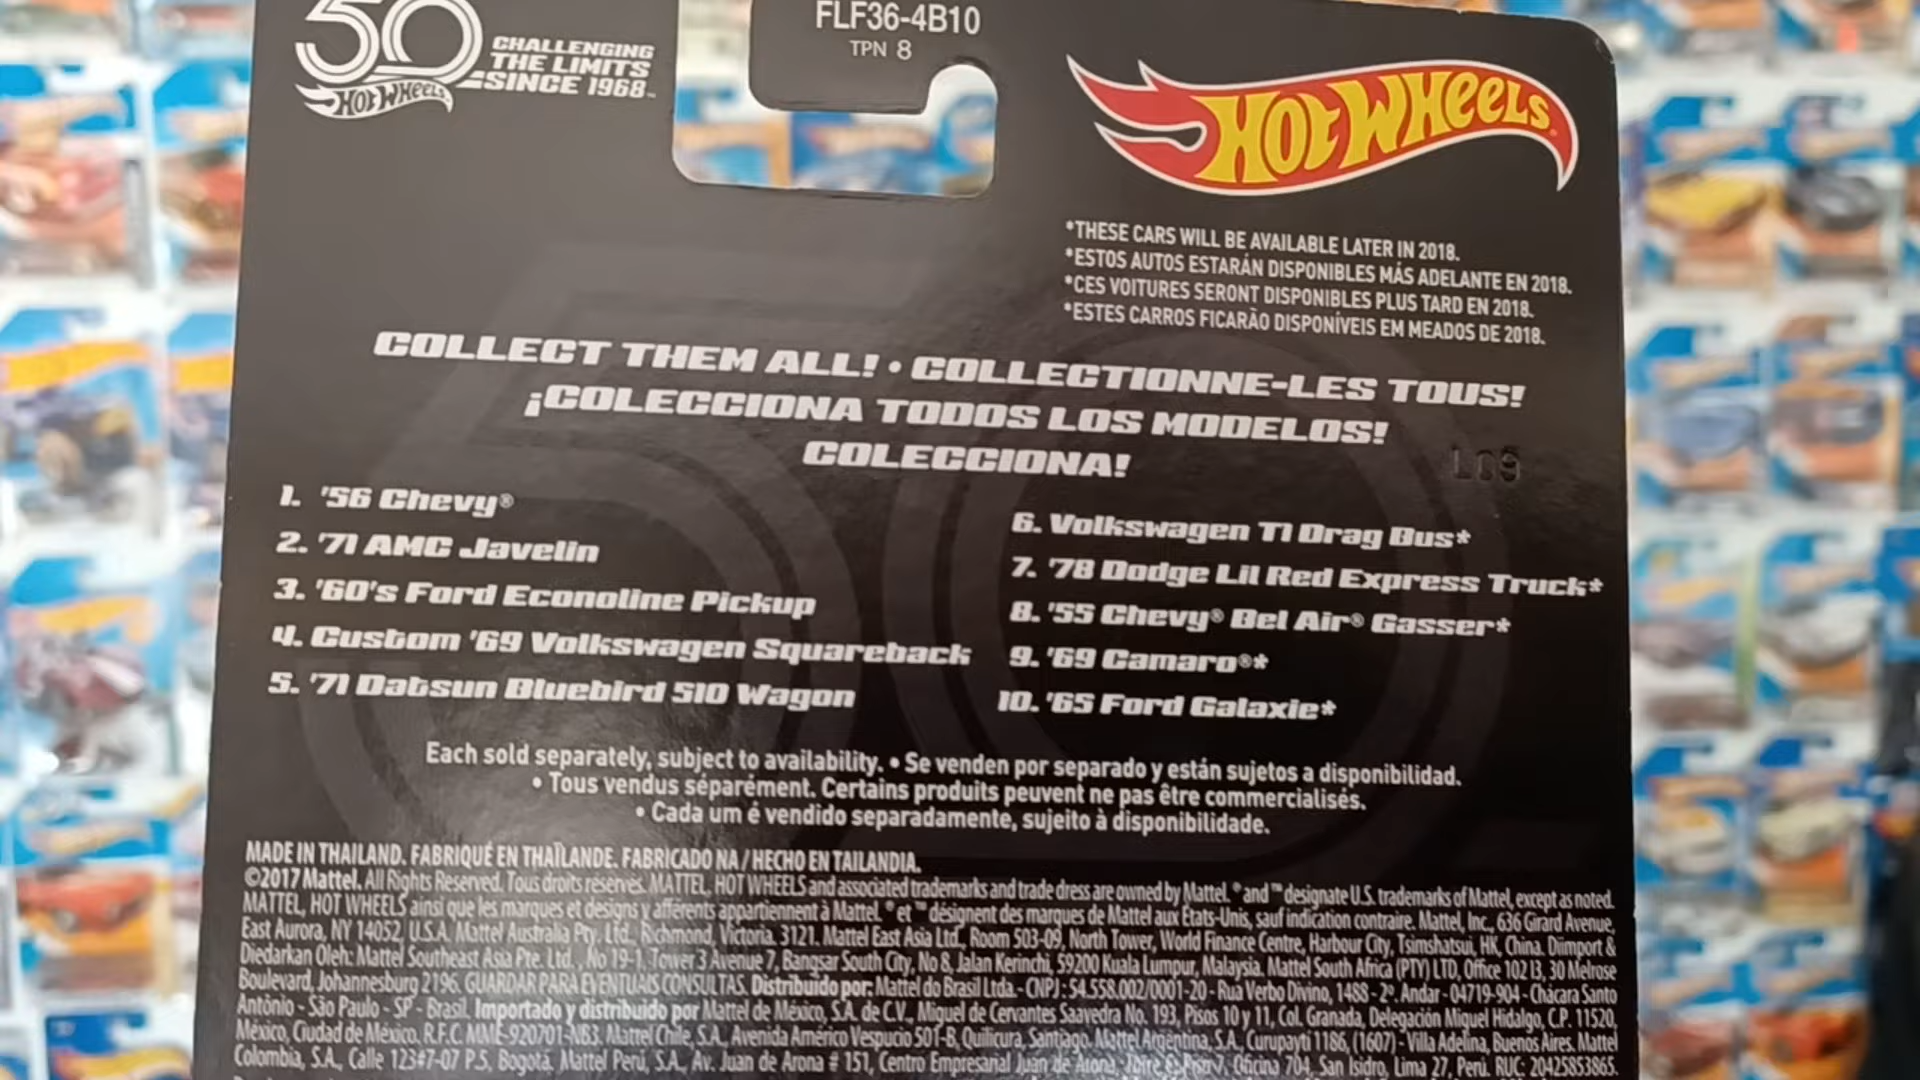 50
CHALLENGING
THE LIMITS
SINCE 1968™
HOT WHEELS
FLF36-4B10
TPN 8
HOT WHEELS
*THESE CARS WILL BE AVAILABLE LATER IN 2018.
*ESTOS AUTOS ESTARÁN DISPONIBLES MÁS ADELANTE EN 2018.
*CES VOITURES SERONT DISPONIBLES PLUS TARD EN 2018.
*ESTES CARROS FICARÃO DISPONÍVEIS EM MEADOS DE 2018.
COLLECT THEM ALL! • COLLECTIONNE-LES TOUS!
¡COLECCIONA TODOS LOS MODELOS!
COLECCIONA!
L09
1. '56 Chevy®
2. '71 AMC Javelin
3. '60's Ford Econoline Pickup
4. Custom '69 Volkswagen Squareback
5. '71 Datsun Bluebird 510 Wagon
6. Volkswagen T1 Drag Bus*
7. '78 Dodge Lil Red Express Truck*
8. '55 Chevy® Bel Air® Gasser*
9. '69 Camaro®*
10. '65 Ford Galaxie*
Each sold separately, subject to availability. • Se venden por separado y están sujetos a disponibilidad.
• Tous vendus séparément. Certains produits peuvent ne pas être commercialisés.
• Cada um é vendido separadamente, sujeito à disponibilidade.
MADE IN THAILAND. FABRIQUÉ EN THAÏLANDE. FABRICADO NA / HECHO EN TAILANDIA.
©2017 Mattel. All Rights Reserved. Tous droits réservés. MATTEL, HOT WHEELS and associated trademarks and trade dress are owned by Mattel. ® and ™ designate U.S. trademarks of Mattel, except as noted.
MATTEL, HOT WHEELS ainsi que les marques et designs y afférents appartiennent à Mattel. ® et ™ désignent des marques de Mattel aux États-Unis, sauf indication contraire. Mattel, Inc., 636 Girard Avenue,
East Aurora, NY 14052, U.S.A. Mattel Australia Pty. Ltd., Richmond, Victoria. 3121. Mattel East Asia Ltd., Room 503-09, North Tower, World Finance Centre, Harbour City, Tsimshatsui, HK, China. Diimport &
Diedarkan Oleh: Mattel Southeast Asia Pte. Ltd., No 19-1, Tower 3 Avenue 7, Bangsar South City, No 8, Jalan Kerinchi, 59200 Kuala Lumpur, Malaysia. Mattel South Africa (PTY) LTD, Office 102 I3, 30 Melrose
Boulevard, Johannesburg 2196. GUARDAR PARA EVENTUAIS CONSULTAS. Distribuido por: Mattel do Brasil Ltda.- CNPJ : 54.558.002/0001-20 - Rua Verbo Divino, 1488 - 2º. Andar - 04719-904 - Chácara Santo
Antônio - São Paulo - SP - Brasil. Importado y distribuido por Mattel de México, S.A. de C.V., Miguel de Cervantes Saavedra No. 193, Pisos 10 y 11, Col. Granada, Delegación Miguel Hidalgo, C.P. 11520,
México, Ciudad de México. R.F.C. MME-920701-NB3. Mattel Chile, S.A., Avenida Américo Vespucio 501-B, Quilicura, Santiago. Mattel Argentina, S.A., Curupayti 1186, (1607) - Villa Adelina, Buenos Aires. Mattel
Colombia, S.A., Calle 123#7-07 P.5, Bogotá. Mattel Perú, S.A., Av. Juan de Arona # 151, Centro Empresarial Juan de Arona, Oficina 704, San Isidro, Lima 27, Perú. RUC: 20425853865.